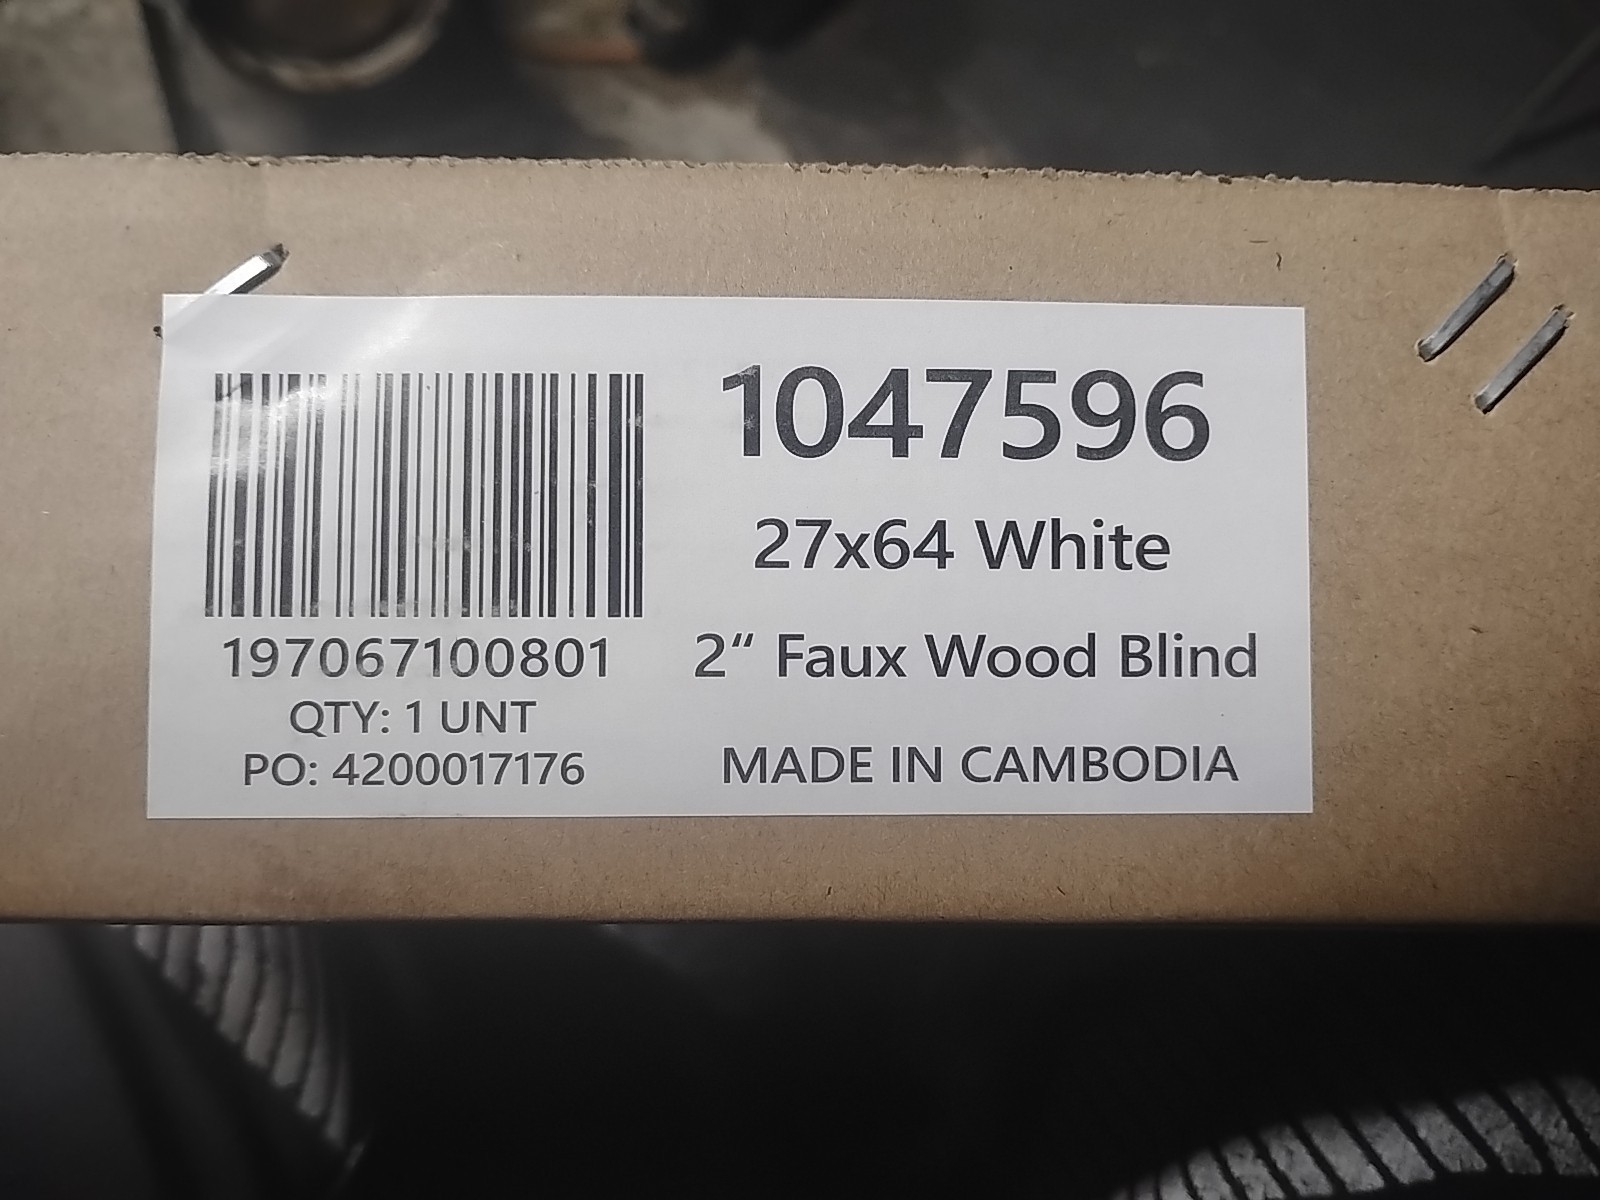 1047596
27x64 White
197067100801
2“ Faux Wood Blind
QTY: 1 UNT
PO: 4200017176
MADE IN CAMBODIA